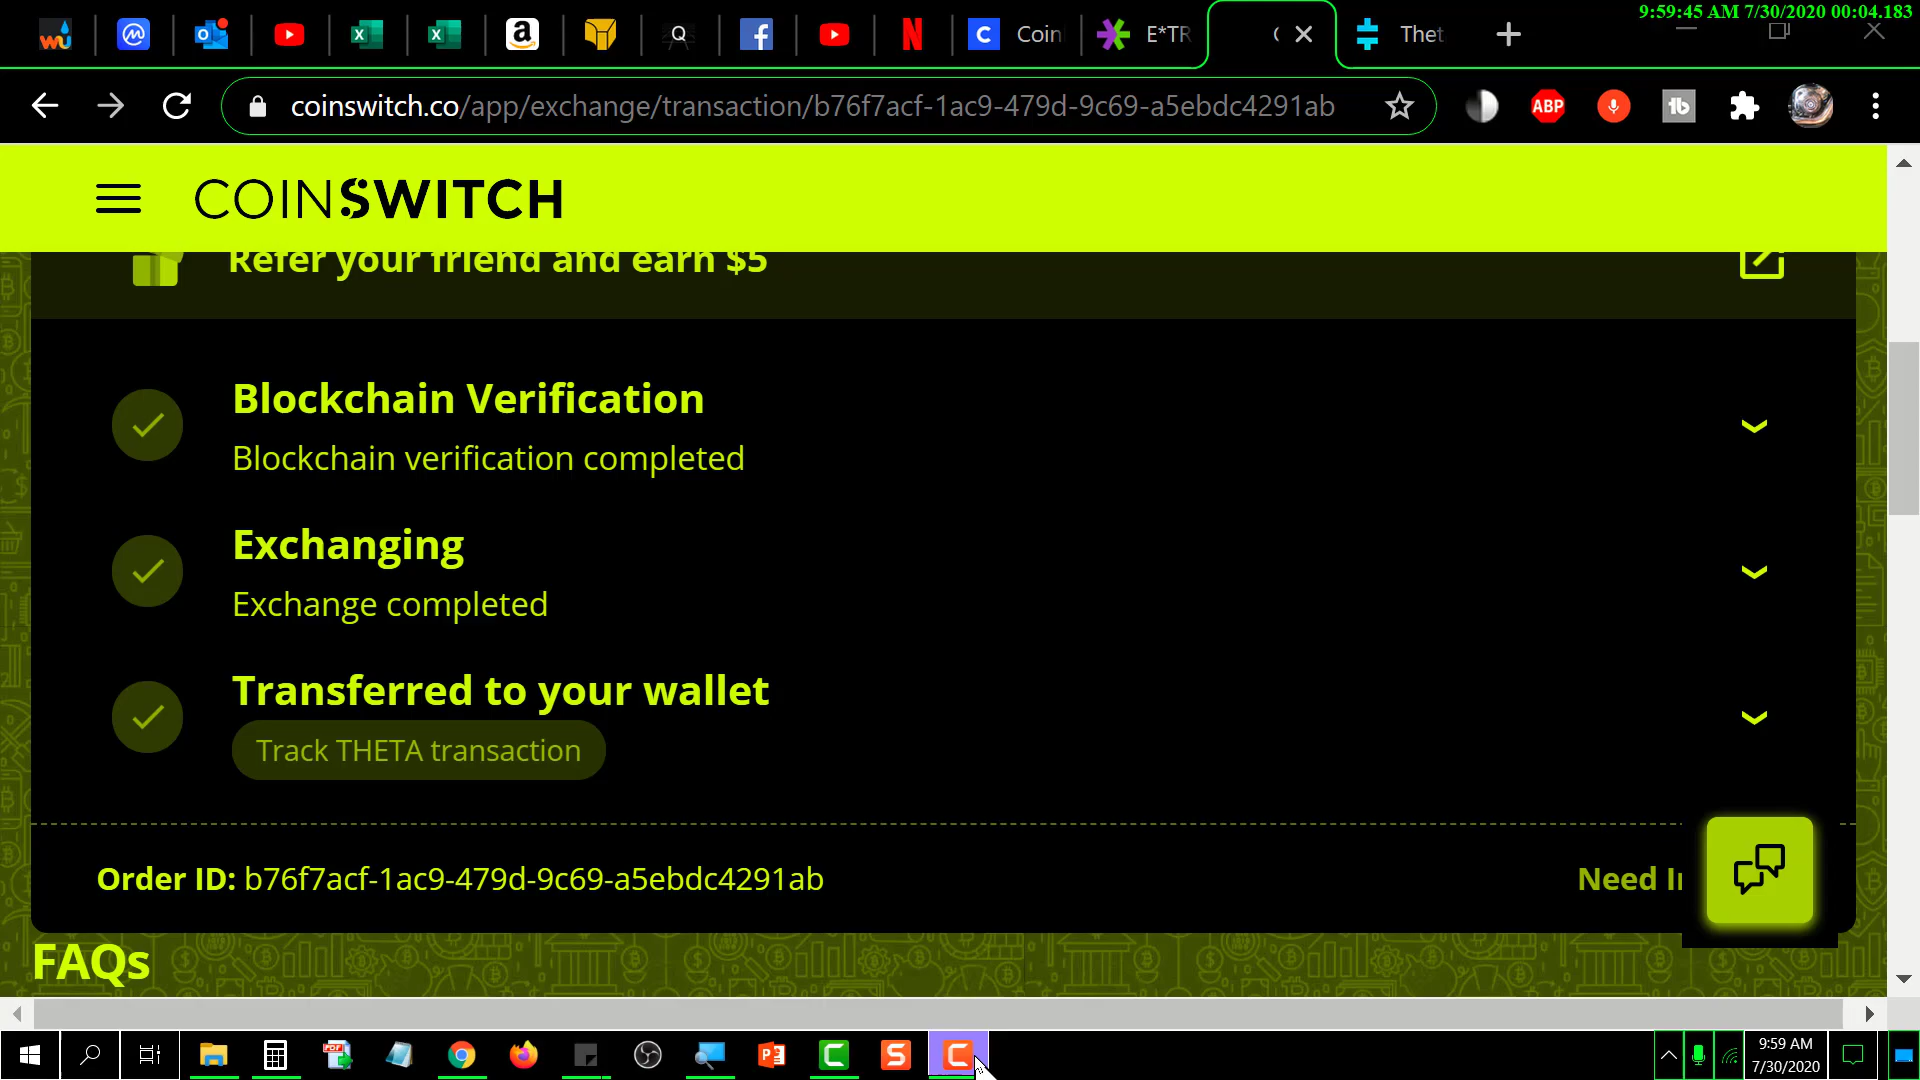 9:59:45 AM 7/30/2020 00:04.183
Coin
E*TR
Thet
coinswitch.co/app/exchange/transaction/b76f7acf-1ac9-479d-9c69-a5ebdc4291ab
ABP
COINSWITCH
Refer your friend and earn $5
Blockchain Verification
Blockchain verification completed
Exchanging
Exchange completed
Transferred to your wallet
Track THETA transaction
Order ID: b76f7acf-1ac9-479d-9c69-a5ebdc4291ab
Need
FAQs
9:59 AM
7/30/2020